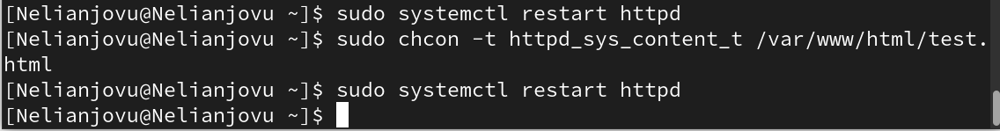 [Nelianjovu@Nelianjovu ~]$ sudo systemctl restart httpd
[Nelianjovu@Nelianjovu ~]$ sudo chcon -t httpd_sys_content_t /var/www/html/test.
html
[Nelianjovu@Nelianjovu ~]$ sudo systemctl restart httpd
[Nelianjovu@Nelianjovu ~]$